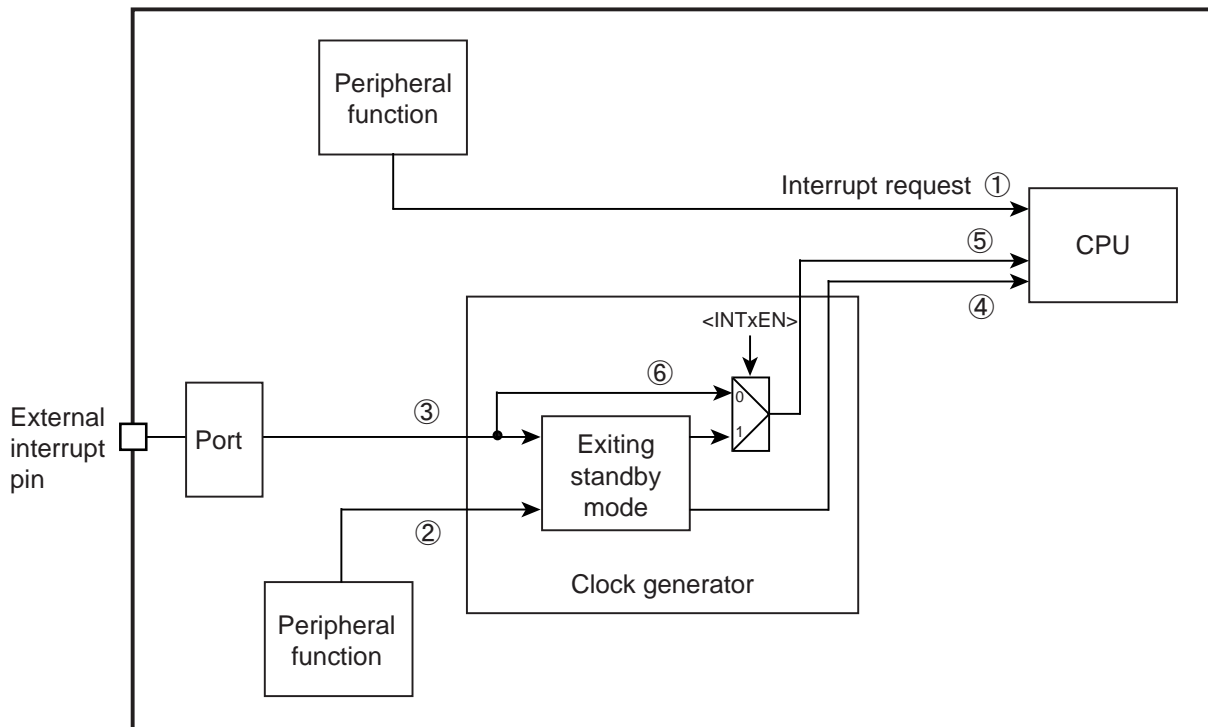 Peripheral
function
Interrupt request ①
CPU
⑤
④
<INTxEN>
⑥
0
1
External
interrupt
pin
Port
③
Exiting
standby
mode
②
Clock generator
Peripheral
function